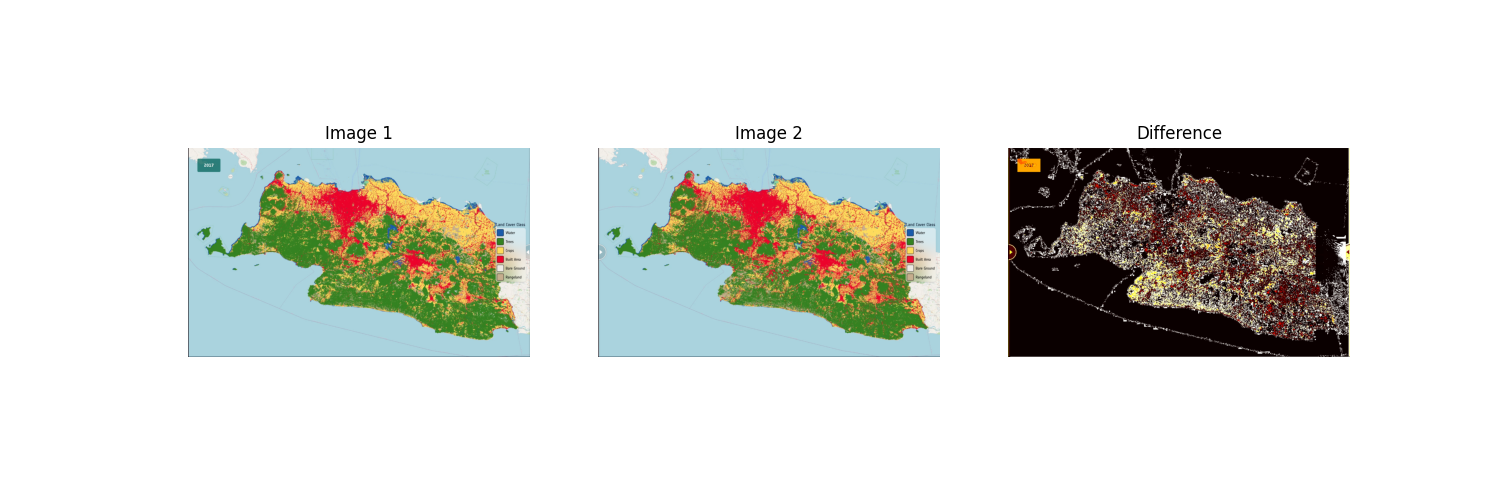 Image 1
Image 2
Difference
2017
2017
Land Cover Class
Water
Trees
Crops
Built Area
Bare Ground
Rangeland
Land Cover Class
Water
Trees
Crops
Built Area
Bare Ground
Rangeland